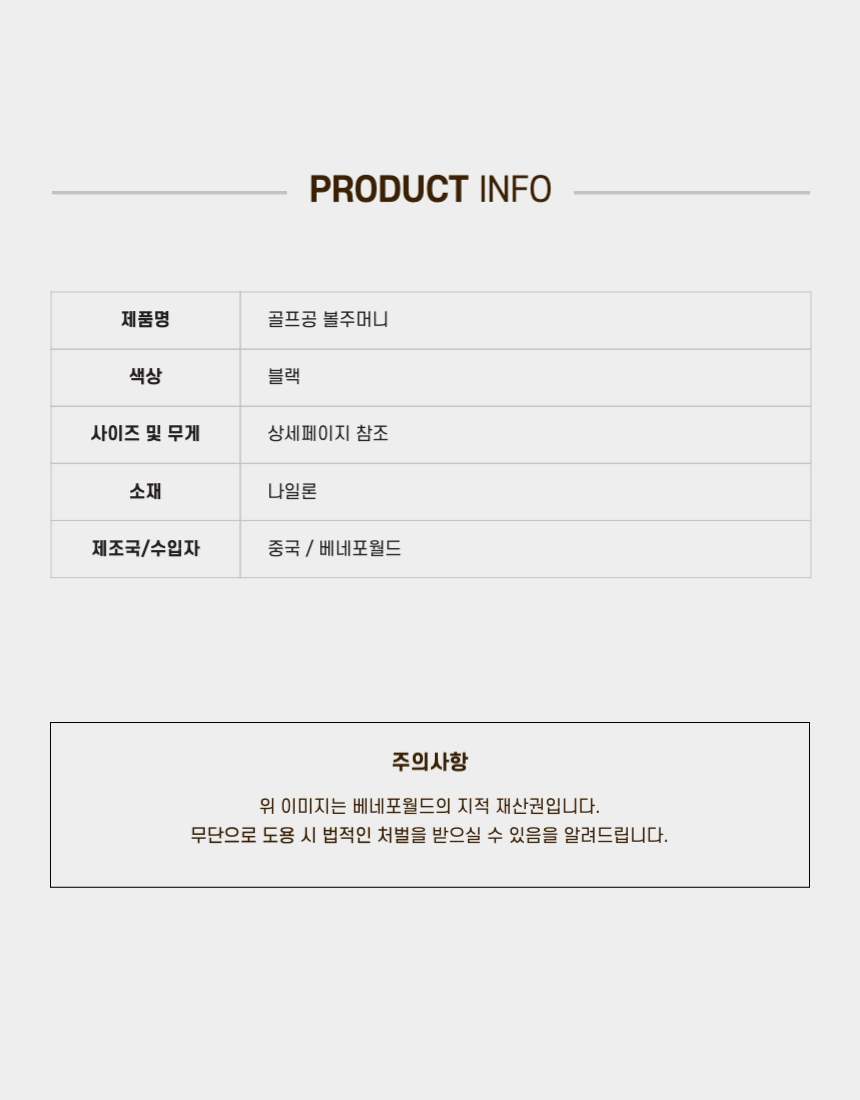 PRODUCT INFO
제품명 골프공 볼주머니
색상 블랙
사이즈 및 무게 상세페이지 참조
소재 나일론
제조국/수입자 중국 / 베네포월드
주의사항
위 이미지는 베네포월드의 지적 재산권입니다.
무단으로 도용 시 법적인 처벌을 받으실 수 있음을 알려드립니다.